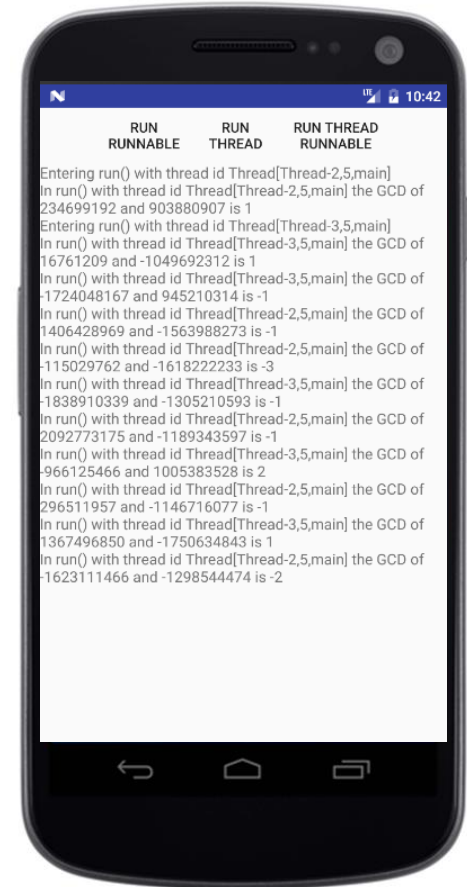 LTE 10:42
RUN RUN RUN THREAD
RUNNABLE THREAD RUNNABLE
Entering run() with thread id Thread[Thread-2,5,main]
In run() with thread id Thread[Thread-2,5,main] the GCD of
234699192 and 903880907 is 1
Entering run() with thread id Thread[Thread-3,5,main]
In run() with thread id Thread[Thread-3,5,main] the GCD of
16761209 and -1049692312 is 1
In run() with thread id Thread[Thread-3,5,main] the GCD of
-1724048167 and 945210314 is -1
In run() with thread id Thread[Thread-2,5,main] the GCD of
1406428969 and -1563988273 is -1
In run() with thread id Thread[Thread-2,5,main] the GCD of
-115029762 and -1618222233 is -3
In run() with thread id Thread[Thread-3,5,main] the GCD of
-1838910339 and -1305210593 is -1
In run() with thread id Thread[Thread-2,5,main] the GCD of
2092773175 and -1189343597 is -1
In run() with thread id Thread[Thread-3,5,main] the GCD of
-966125466 and 1005383528 is 2
In run() with thread id Thread[Thread-2,5,main] the GCD of
296511957 and -1146716077 is -1
In run() with thread id Thread[Thread-3,5,main] the GCD of
1367496850 and -1750634843 is 1
In run() with thread id Thread[Thread-2,5,main] the GCD of
-1623111466 and -1298544474 is -2